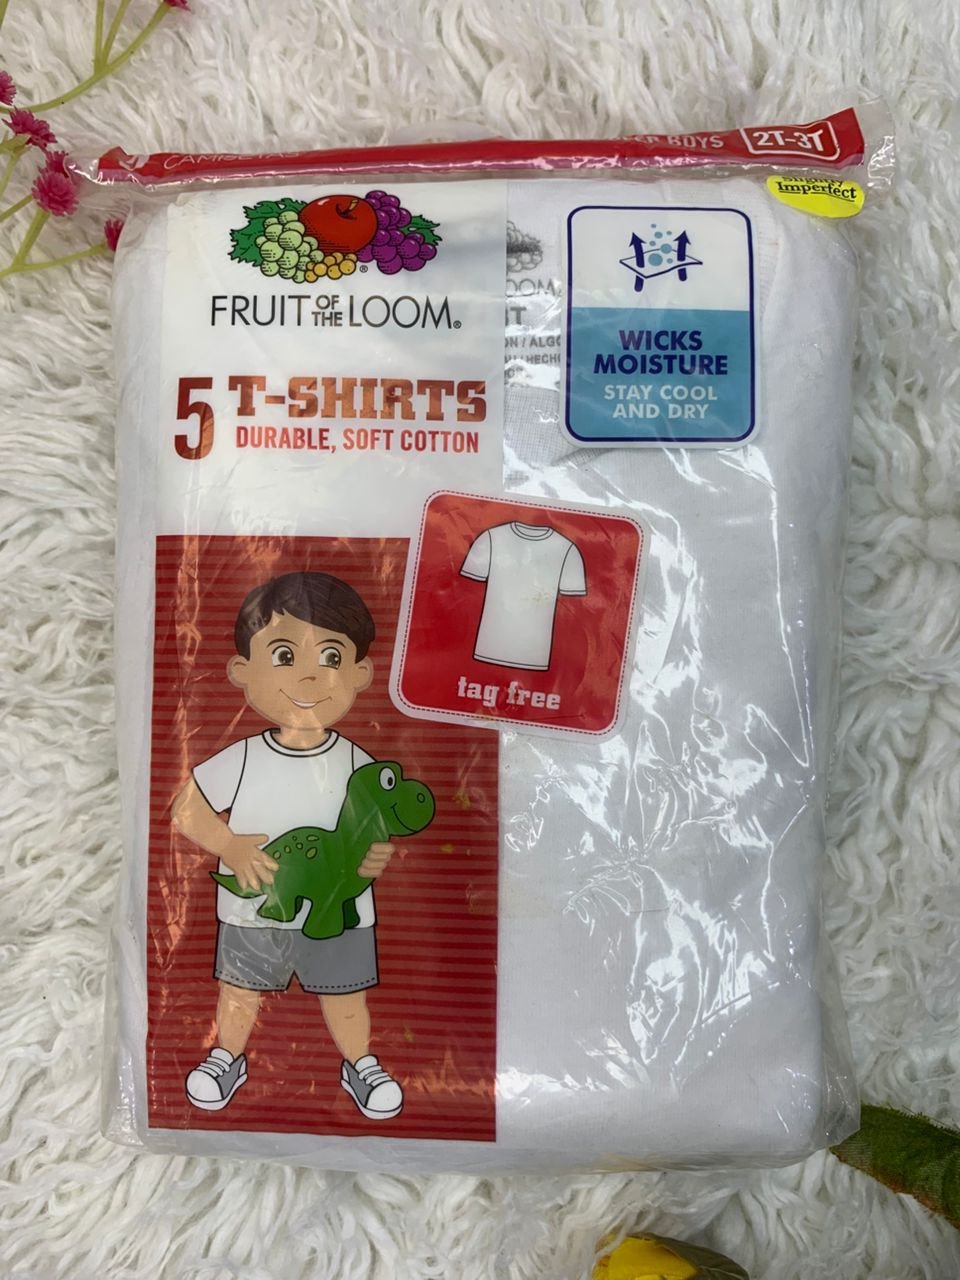 CAMISETAS
BOYS
2T-3T
Slightly
Imperfect
FRUIT OF THE LOOM®
5 T-SHIRTS
DURABLE, SOFT COTTON
WICKS
MOISTURE
STAY COOL
AND DRY
tag free